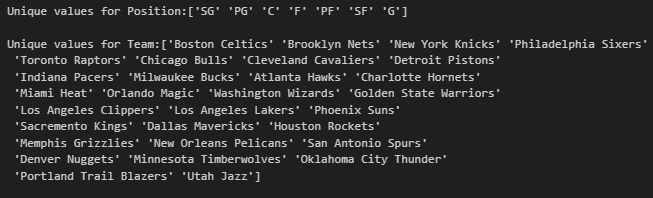 Unique values for Position:['SG' 'PG' 'C' 'F' 'PF' 'SF' 'G']
Unique values for Team:['Boston Celtics' 'Brooklyn Nets' 'New York Knicks' 'Philadelphia Sixers'
'Toronto Raptors' 'Chicago Bulls' 'Cleveland Cavaliers' 'Detroit Pistons'
'Indiana Pacers' 'Milwaukee Bucks' 'Atlanta Hawks' 'Charlotte Hornets'
'Miami Heat' 'Orlando Magic' 'Washington Wizards' 'Golden State Warriors'
'Los Angeles Clippers' 'Los Angeles Lakers' 'Phoenix Suns'
'Sacremento Kings' 'Dallas Mavericks' 'Houston Rockets'
'Memphis Grizzlies' 'New Orleans Pelicans' 'San Antonio Spurs'
'Denver Nuggets' 'Minnesota Timberwolves' 'Oklahoma City Thunder'
'Portland Trail Blazers' 'Utah Jazz']